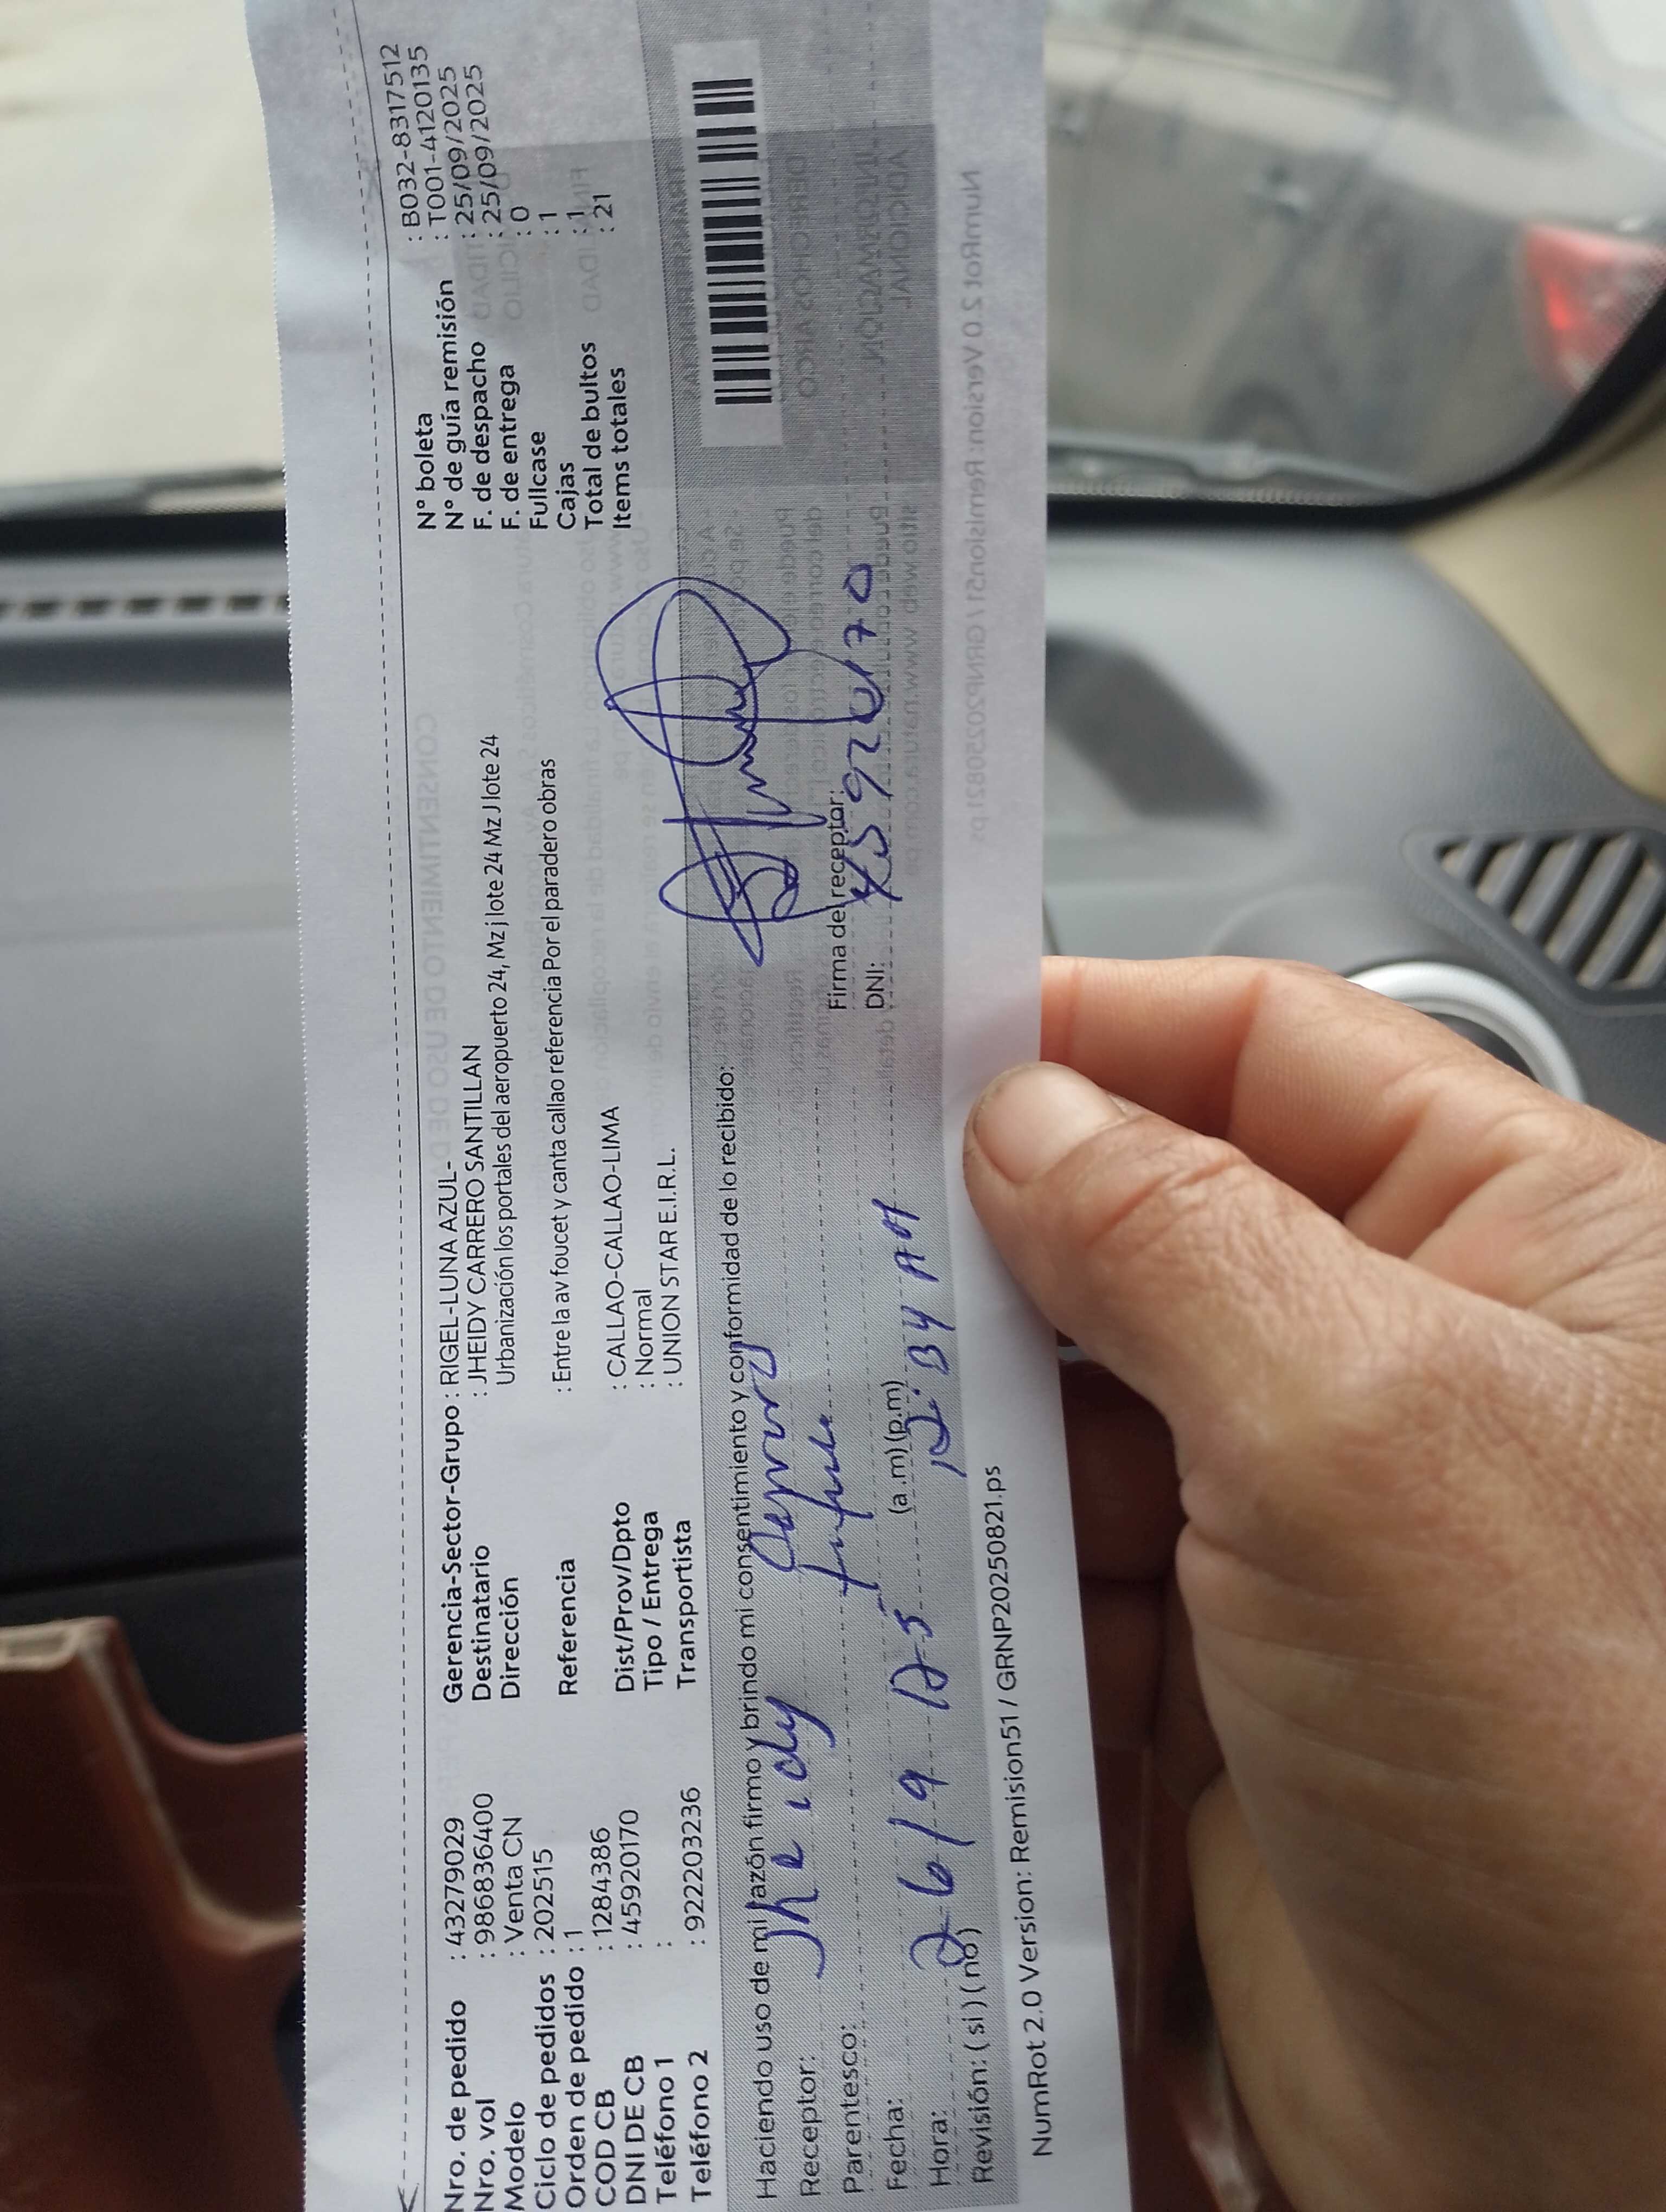 Nro. de pedido : 43279029
Nro. vol : 986836400
Modelo : Venta CN
Ciclo de pedidos : 202515
Orden de pedido : 1
COD CB : 1284386
DNI DE CB : 45920170
Teléfono 1 :
Teléfono 2 : 922203236
Gerencia-Sector-Grupo : RIGEL-LUNA AZUL-
Destinatario : JHEIDY CARRERO SANTILLAN
Dirección Urbanización los portales del aeropuerto 24, Mz j lote 24 Mz J lote 24
Referencia : Entre la av foucet y canta callao referencia Por el paradero obras
Dist/Prov/Dpto : CALLAO-CALLAO-LIMA
Tipo / Entrega : Normal
Transportista : UNION STAR E.I.R.L.
N° boleta : B032-8317512
N° de guía remisión : T001-4120135
F. de despacho : 25/09/2025
F. de entrega : 25/09/2025
Fullcase : 0
Cajas : 1
Total de bultos : 1
Items totales : 21
Haciendo uso de mi razón firmo y brindo mi consentimiento y conformidad de lo recibido:
Receptor: Jheidy
Parentesco:
Fecha: 26/9 25
Hora: (a .m) (p.m) 12:34 AM
Revisión: ( si ) ( no )
Firma del receptor:
DNI: 45920170
NumRot 2.0 Version: Remision51 / GRNP20250821.ps